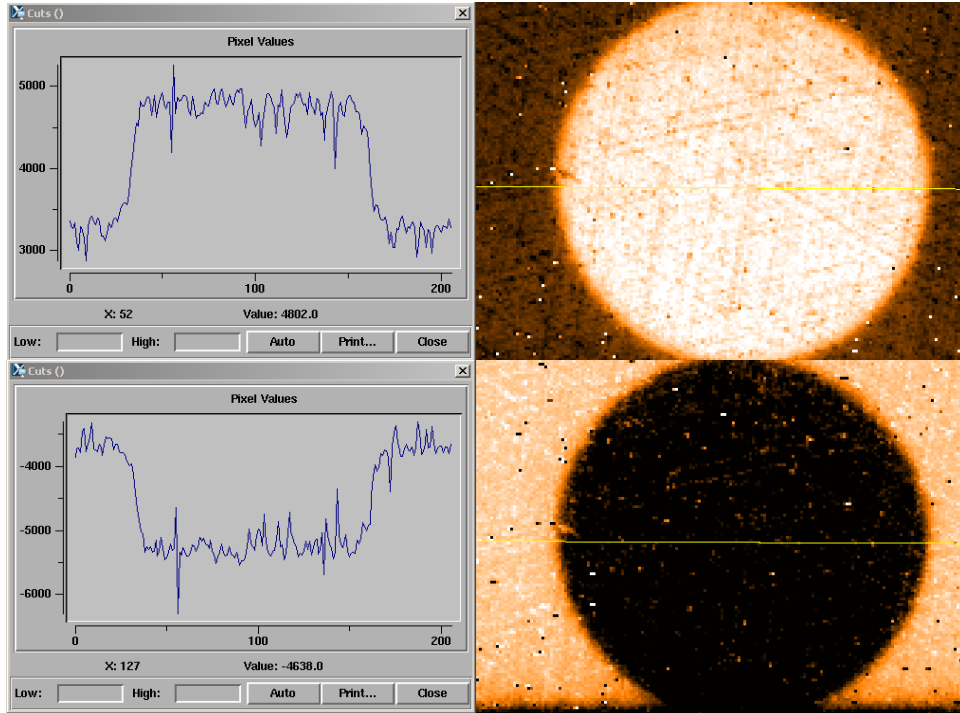 Cuts ()
Pixel Values
5000
4000
3000
0 100 200
X: 52 Value: 4802.0
Low: High: Auto Print... Close
Cuts ()
Pixel Values
-4000
-5000
-6000
0 100 200
X: 127 Value: -4638.0
Low: High: Auto Print... Close